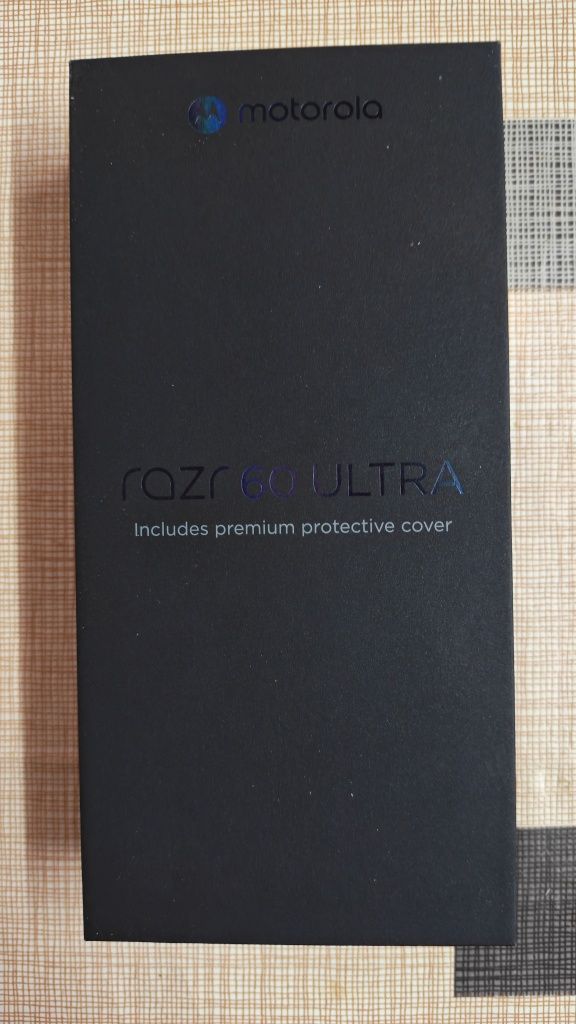 motorola
razr 60 ULTRA
Includes premium protective cover